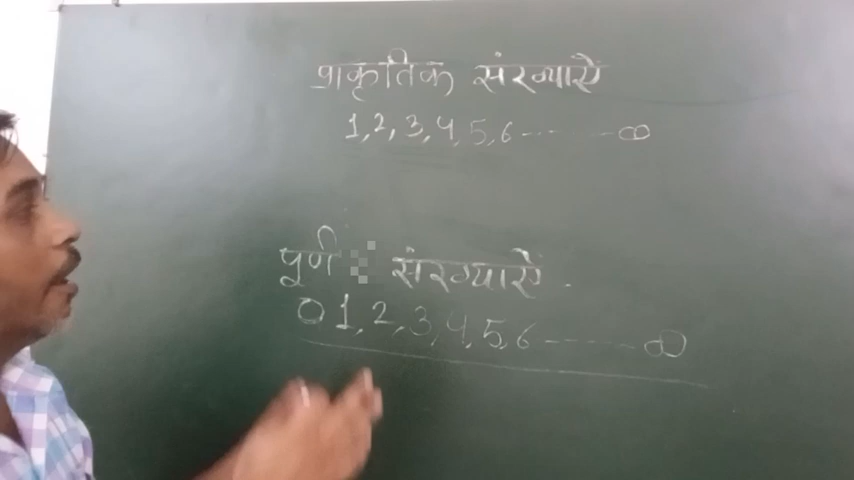 प्राकृतिक संख्याऐं
1,2,3,4,5,6--- --∞
पूर्ण संख्याऐं.
0 1,2,3,4,5,6-----∞